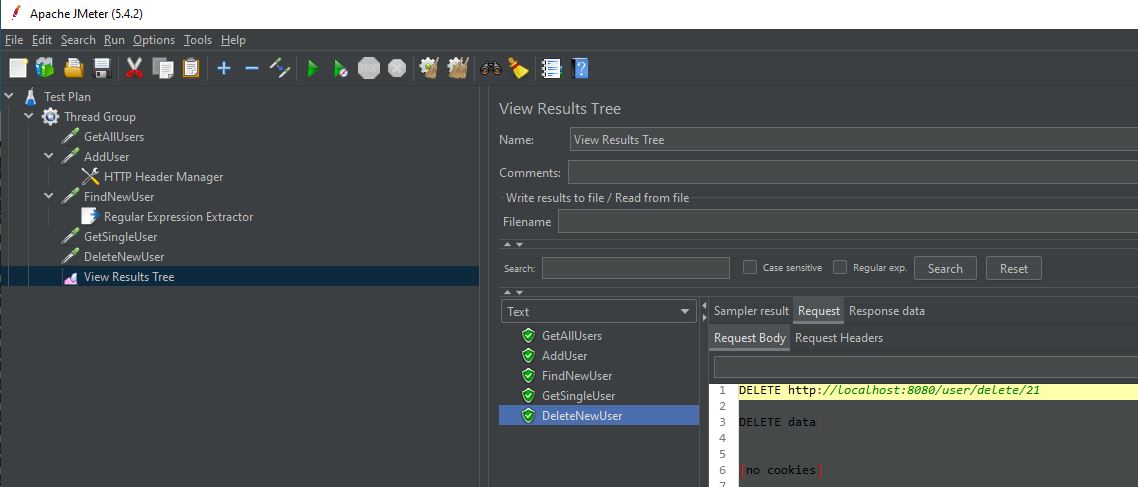 Apache JMeter (5.4.2)
File Edit Search Run Options Tools Help
STOP
Test Plan
Thread Group
GetAllUsers
AddUser
HTTP Header Manager
FindNewUser
Regular Expression Extractor
GetSingleUser
DeleteNewUser
View Results Tree
View Results Tree
Name: View Results Tree
Comments:
Write results to file / Read from file
Filename
Search: Case sensitive Regular exp. Search Reset
Text
GetAllUsers
AddUser
FindNewUser
GetSingleUser
DeleteNewUser
Sampler result Request Response data
Request Body Request Headers
1 DELETE http://localhost:8080/user/delete/21
2
3 DELETE data:
4
5
6 [no cookies]
7